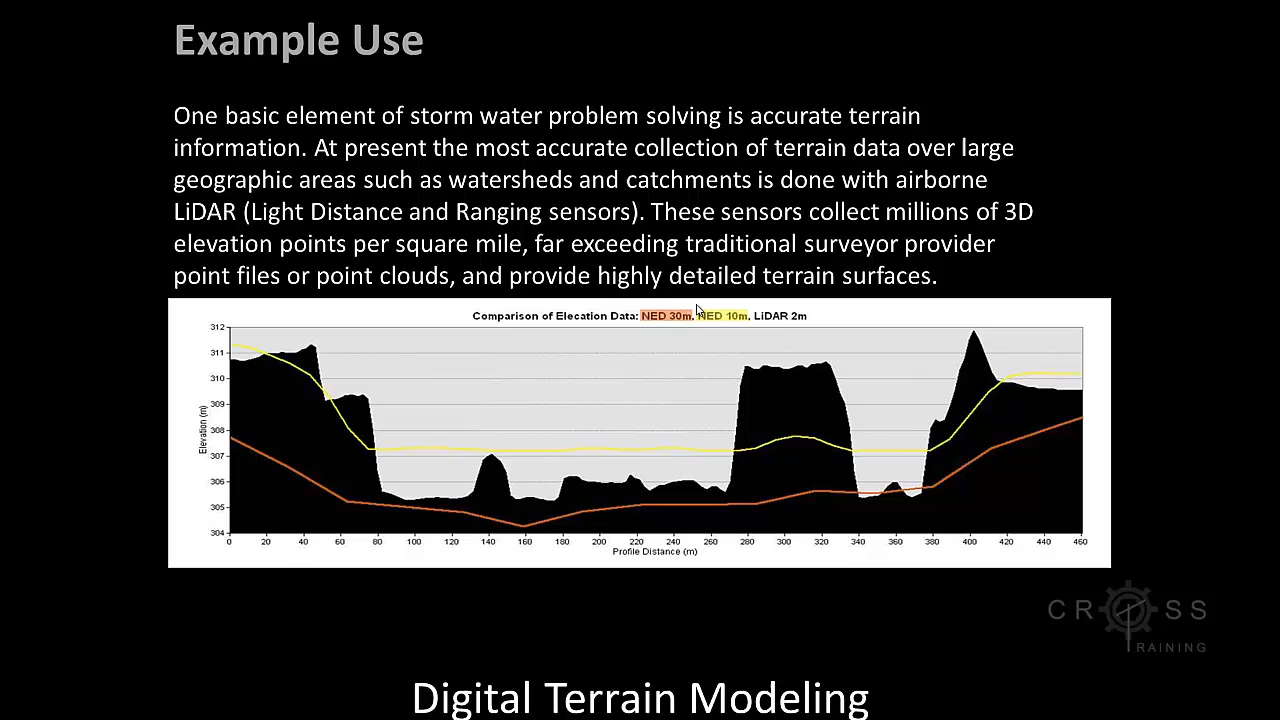 Example Use
One basic element of storm water problem solving is accurate terrain
information. At present the most accurate collection of terrain data over large
geographic areas such as watersheds and catchments is done with airborne
LiDAR (Light Distance and Ranging sensors). These sensors collect millions of 3D
elevation points per square mile, far exceeding traditional surveyor provider
point files or point clouds, and provide highly detailed terrain surfaces.
Comparison of Elecation Data: NED 30m, NED 10m, LiDAR 2m
312
311
310
309
308
307
306
305
304
Elevation (m)
0 20 40 60 80 100 120 140 160 180 200 220 240 260 280 300 320 340 360 380 400 420 440 460
Profile Distance (m)
CROSS
TRAINING
Digital Terrain Modeling